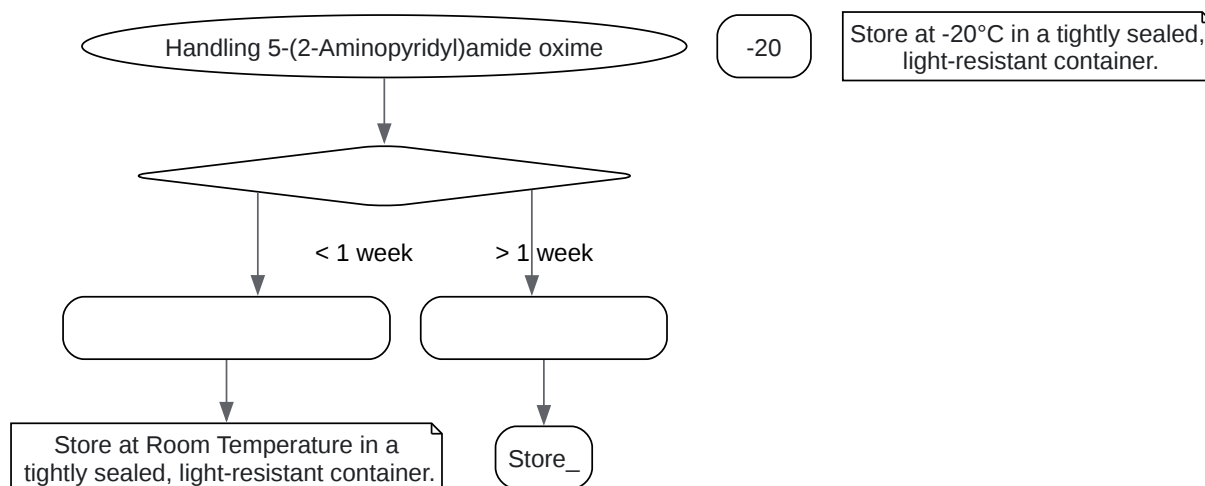 Handling 5-(2-Aminopyridyl)amide oxime
-20
Store at -20°C in a tightly sealed,
light-resistant container.
< 1 week
> 1 week
Store at Room Temperature in a
tightly sealed, light-resistant container.
Store_